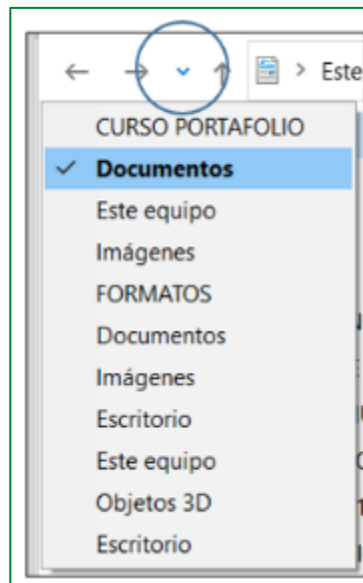 > Este
CURSO PORTAFOLIO
Documentos
Este equipo
Imágenes
FORMATOS
Documentos
Imágenes
Escritorio
Este equipo
Objetos 3D
Escritorio